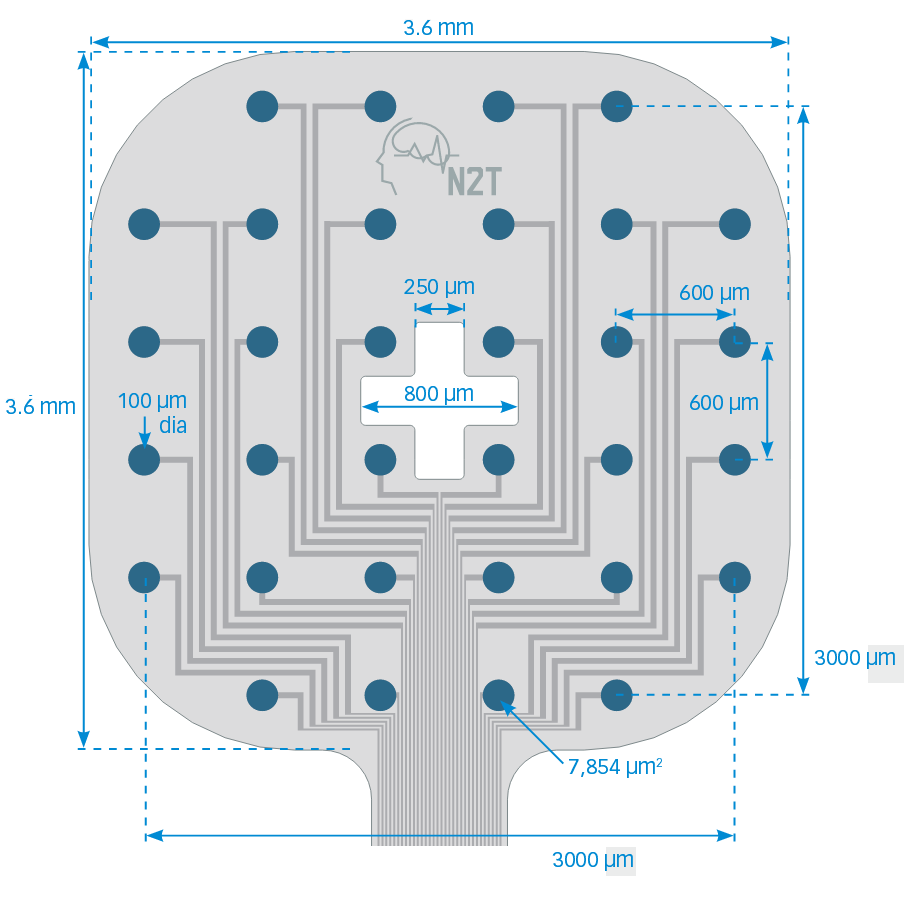 3.6 mm
N2T
250 µm
600 µm
3.6 mm
100 µm
dia
800 µm
600 µm
3000 µm
7,854 µm²
3000 µm